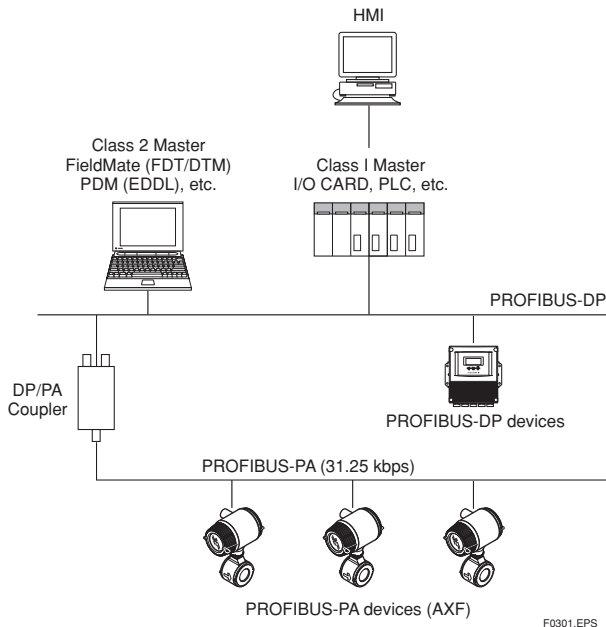 HMI
Class 2 Master
FieldMate (FDT/DTM)
PDM (EDDL), etc.
Class I Master
I/O CARD, PLC, etc.
PROFIBUS-DP
DP/PA
Coupler
PROFIBUS-DP devices
PROFIBUS-PA (31.25 kbps)
PROFIBUS-PA devices (AXF)
F0301.EPS